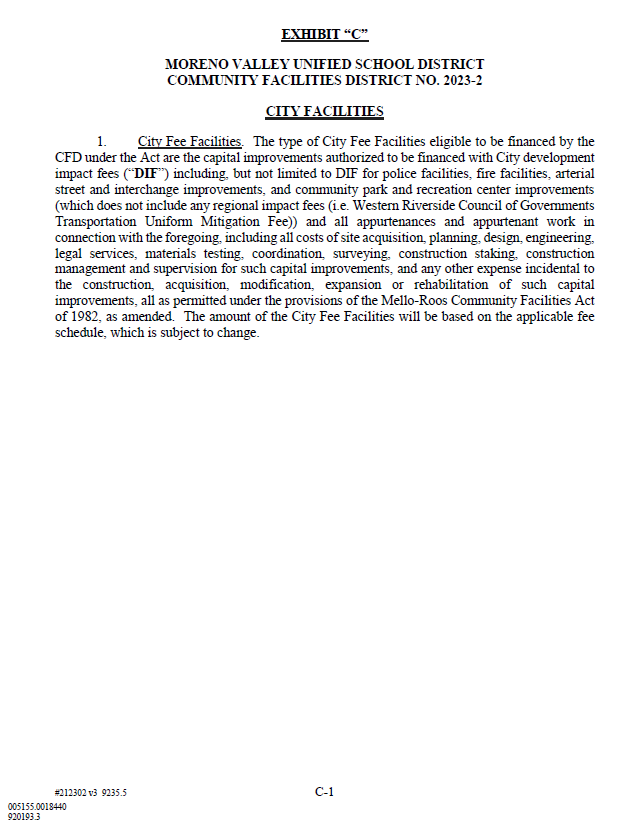 EXHIBIT “C”
MORENO VALLEY UNIFIED SCHOOL DISTRICT
COMMUNITY FACILITIES DISTRICT NO. 2023-2
CITY FACILITIES
1. City Fee Facilities. The type of City Fee Facilities eligible to be financed by the
CFD under the Act are the capital improvements authorized to be financed with City development
impact fees (“DIF”) including, but not limited to DIF for police facilities, fire facilities, arterial
street and interchange improvements, and community park and recreation center improvements
(which does not include any regional impact fees (i.e. Western Riverside Council of Governments
Transportation Uniform Mitigation Fee)) and all appurtenances and appurtenant work in
connection with the foregoing, including all costs of site acquisition, planning, design, engineering,
legal services, materials testing, coordination, surveying, construction staking, construction
management and supervision for such capital improvements, and any other expense incidental to
the construction, acquisition, modification, expansion or rehabilitation of such capital
improvements, all as permitted under the provisions of the Mello-Roos Community Facilities Act
of 1982, as amended. The amount of the City Fee Facilities will be based on the applicable fee
schedule, which is subject to change.
#212302 v3 9235.5
C-1
005155.0018440
920193.3